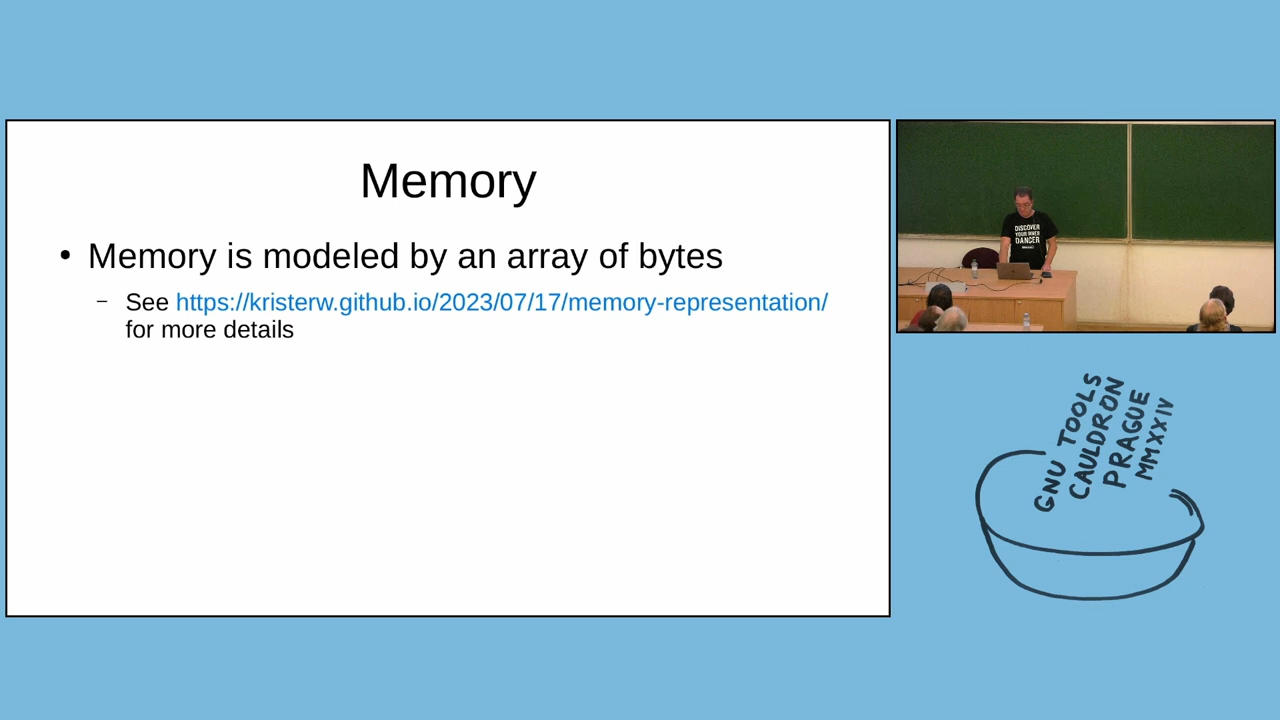 Memory
• Memory is modeled by an array of bytes
– See https://kristerw.github.io/2023/07/17/memory-representation/
for more details
DISCOVER
YOUR INNER
DANCER
GNU TOOLS
CAULDRON
PRAGUE
MMXXIV